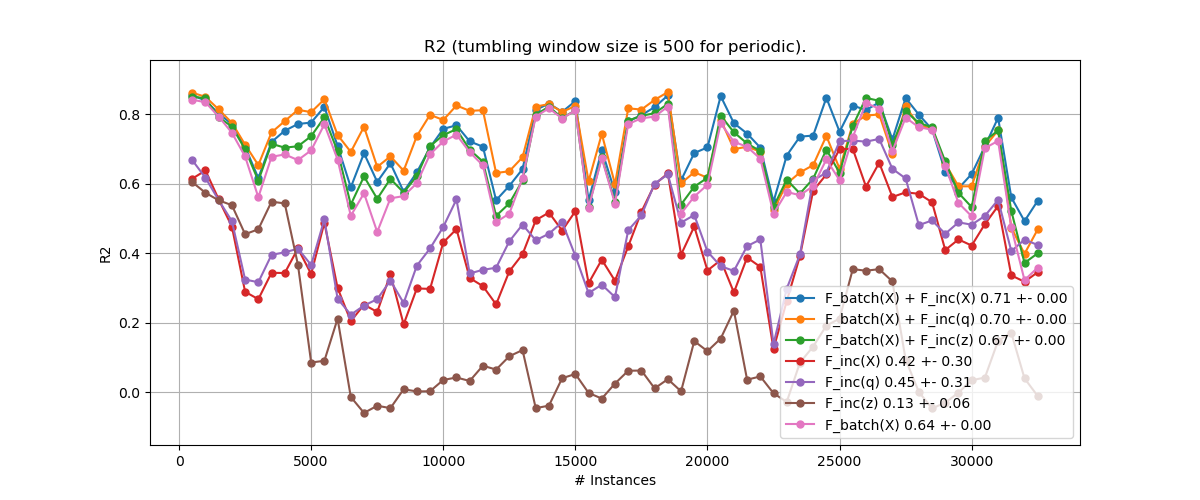 R2 (tumbling window size is 500 for periodic).
R2
0.8
0.6
0.4
0.2
0.0
F_batch(X) + F_inc(X) 0.71 +- 0.00
F_batch(X) + F_inc(q) 0.70 +- 0.00
F_batch(X) + F_inc(z) 0.67 +- 0.00
F_inc(X) 0.42 +- 0.30
F_inc(q) 0.45 +- 0.31
F_inc(z) 0.13 +- 0.06
F_batch(X) 0.64 +- 0.00
0 5000 10000 15000 20000 25000 30000
# Instances